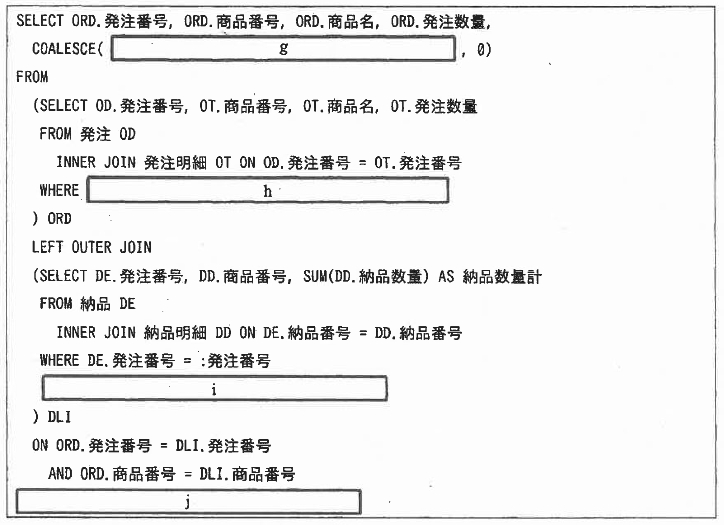 SELECT ORD.発注番号, ORD.商品番号, ORD.商品名, ORD.発注数量,
COALESCE( g , 0)
FROM
(SELECT OD.発注番号, OT.商品番号, OT.商品名, OT.発注数量
FROM 発注 OD
INNER JOIN 発注明細 OT ON OD.発注番号 = OT.発注番号
WHERE h
) ORD
LEFT OUTER JOIN
(SELECT DE.発注番号, DD.商品番号, SUM(DD.納品数量) AS 納品数量計
FROM 納品 DE
INNER JOIN 納品明細 DD ON DE.納品番号 = DD.納品番号
WHERE DE.発注番号 = :発注番号
i
) DLI
ON ORD.発注番号 = DLI.発注番号
AND ORD.商品番号 = DLI.商品番号
j